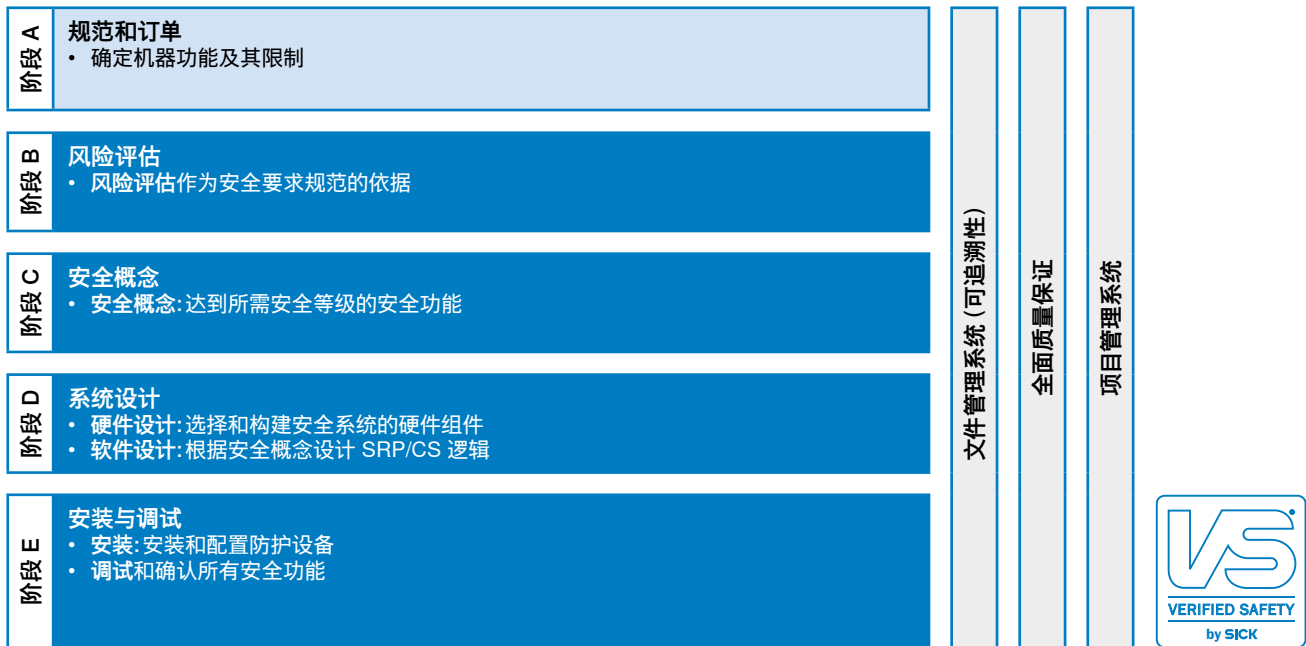 阶段 A
规范和订单
• 确定机器功能及其限制
阶段 B
风险评估
• 风险评估作为安全要求规范的依据
阶段 C
安全概念
• 安全概念:达到所需安全等级的安全功能
阶段 D
系统设计
• 硬件设计:选择和构建安全系统的硬件组件
• 软件设计:根据安全概念设计 SRP/CS 逻辑
阶段 E
安装与调试
• 安装:安装和配置防护设备
• 调试和确认所有安全功能
文件管理系统 (可追溯性)
全面质量保证
项目管理系统
VS
VERIFIED SAFETY
by SICK